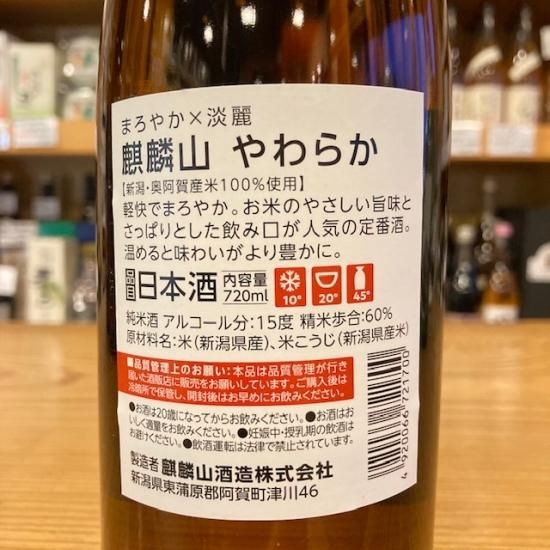 まろやか×淡麗
麒麟山 やわらか
【新潟・奥阿賀産米100%使用】
軽快でまろやか。お米のやさしい旨味と
さっぱりとした飲み口が人気の定番酒。
温めると味わいがより豊かに。
日本酒 内容量 720ml 10° 20° 45°
純米酒 アルコール分:15度 精米歩合:60%
原材料名:米(新潟県産)、米こうじ(新潟県産米)
■品質管理上のお願い:本品は品質管理が行き
届いた酒販店に販売をお願いしています。ご購入後は
冷暗所で保管し、開封後はお早めにお飲みください。
●お酒は20歳になってからお飲みください。●お酒はお
いしく適量をお飲みください。●妊娠中・授乳期の飲酒は
お避けください。●飲酒運転は法律で禁止されています。
製造者 麒麟山酒造株式会社
新潟県東蒲原郡阿賀町津川46
4 920066 721700